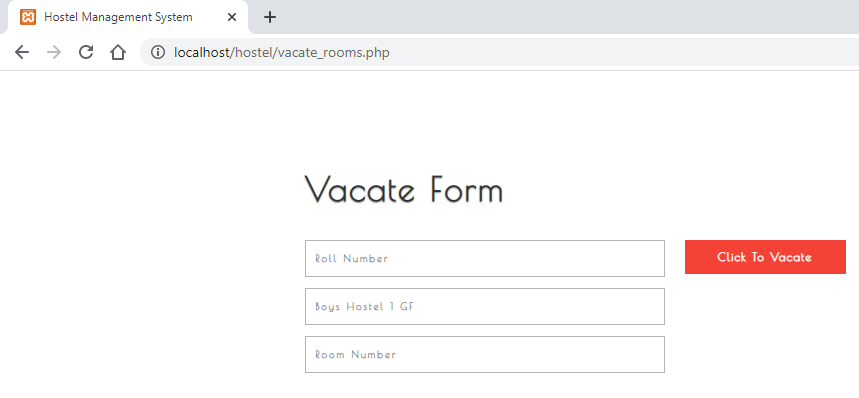 Hostel Management System
localhost/hostel/vacate_rooms.php
Vacate Form
Roll Number
Click To Vacate
Boys Hostel 1 GF
Room Number